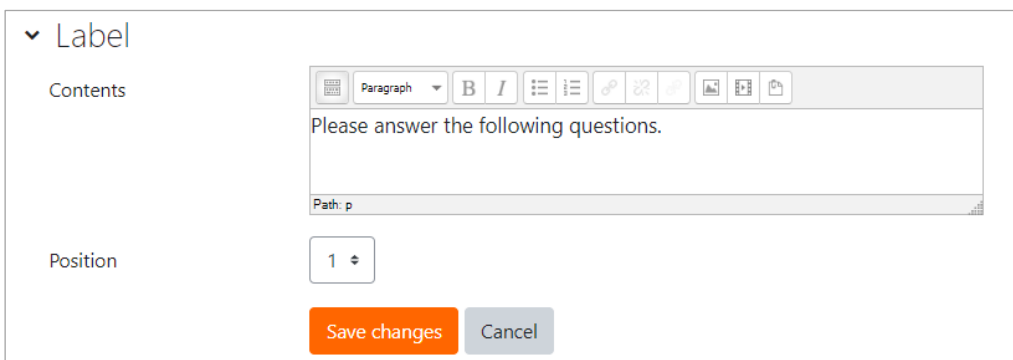 Label
Contents
Paragraph B I
Please answer the following questions.
Path: p
Position
1
Save changes Cancel